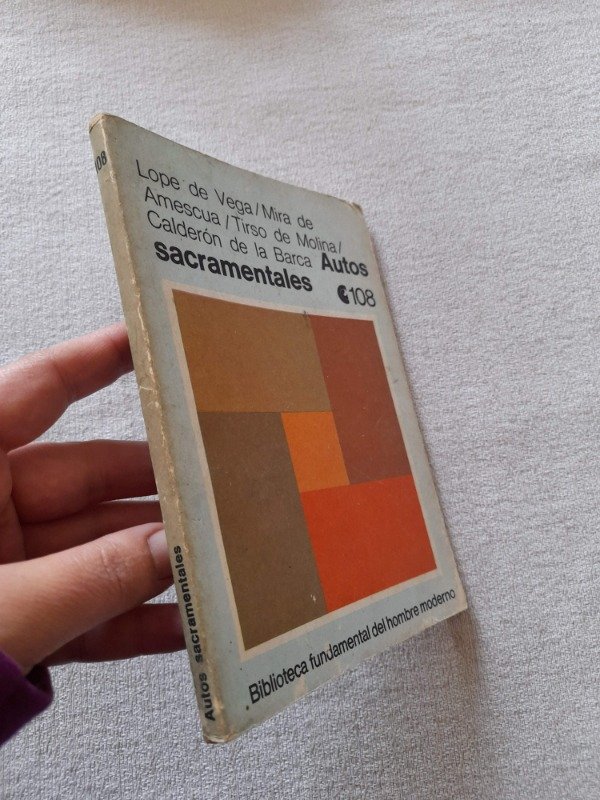 108
Lope de Vega/Mira de
Amescua/Tirso de Molina/
Calderón de la Barca Autos
sacramentales 108
Biblioteca fundamental del hombre moderno
Autos sacramentales